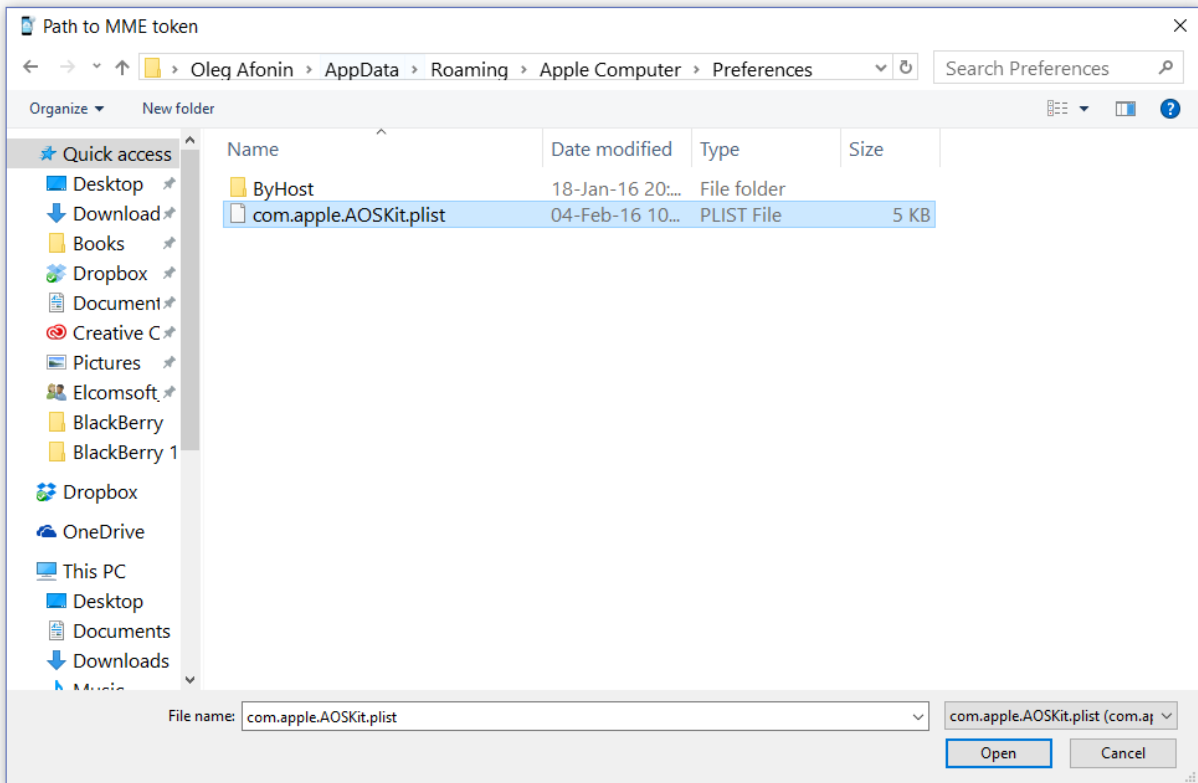 Path to MME token
Oleg Afonin > AppData > Roaming > Apple Computer > Preferences
Search Preferences
Organize
New folder
Name Date modified Type Size
ByHost 18-Jan-16 20:... File folder
com.apple.AOSKit.plist 04-Feb-16 10... PLIST File 5 KB
Quick access
Desktop
Download
Books
Dropbox
Document
Creative C
Pictures
Elcomsoft
BlackBerry
BlackBerry 1
Dropbox
OneDrive
This PC
Desktop
Documents
Downloads
Music
File name: com.apple.AOSKit.plist
com.apple.AOSKit.plist (com.ap
Open Cancel